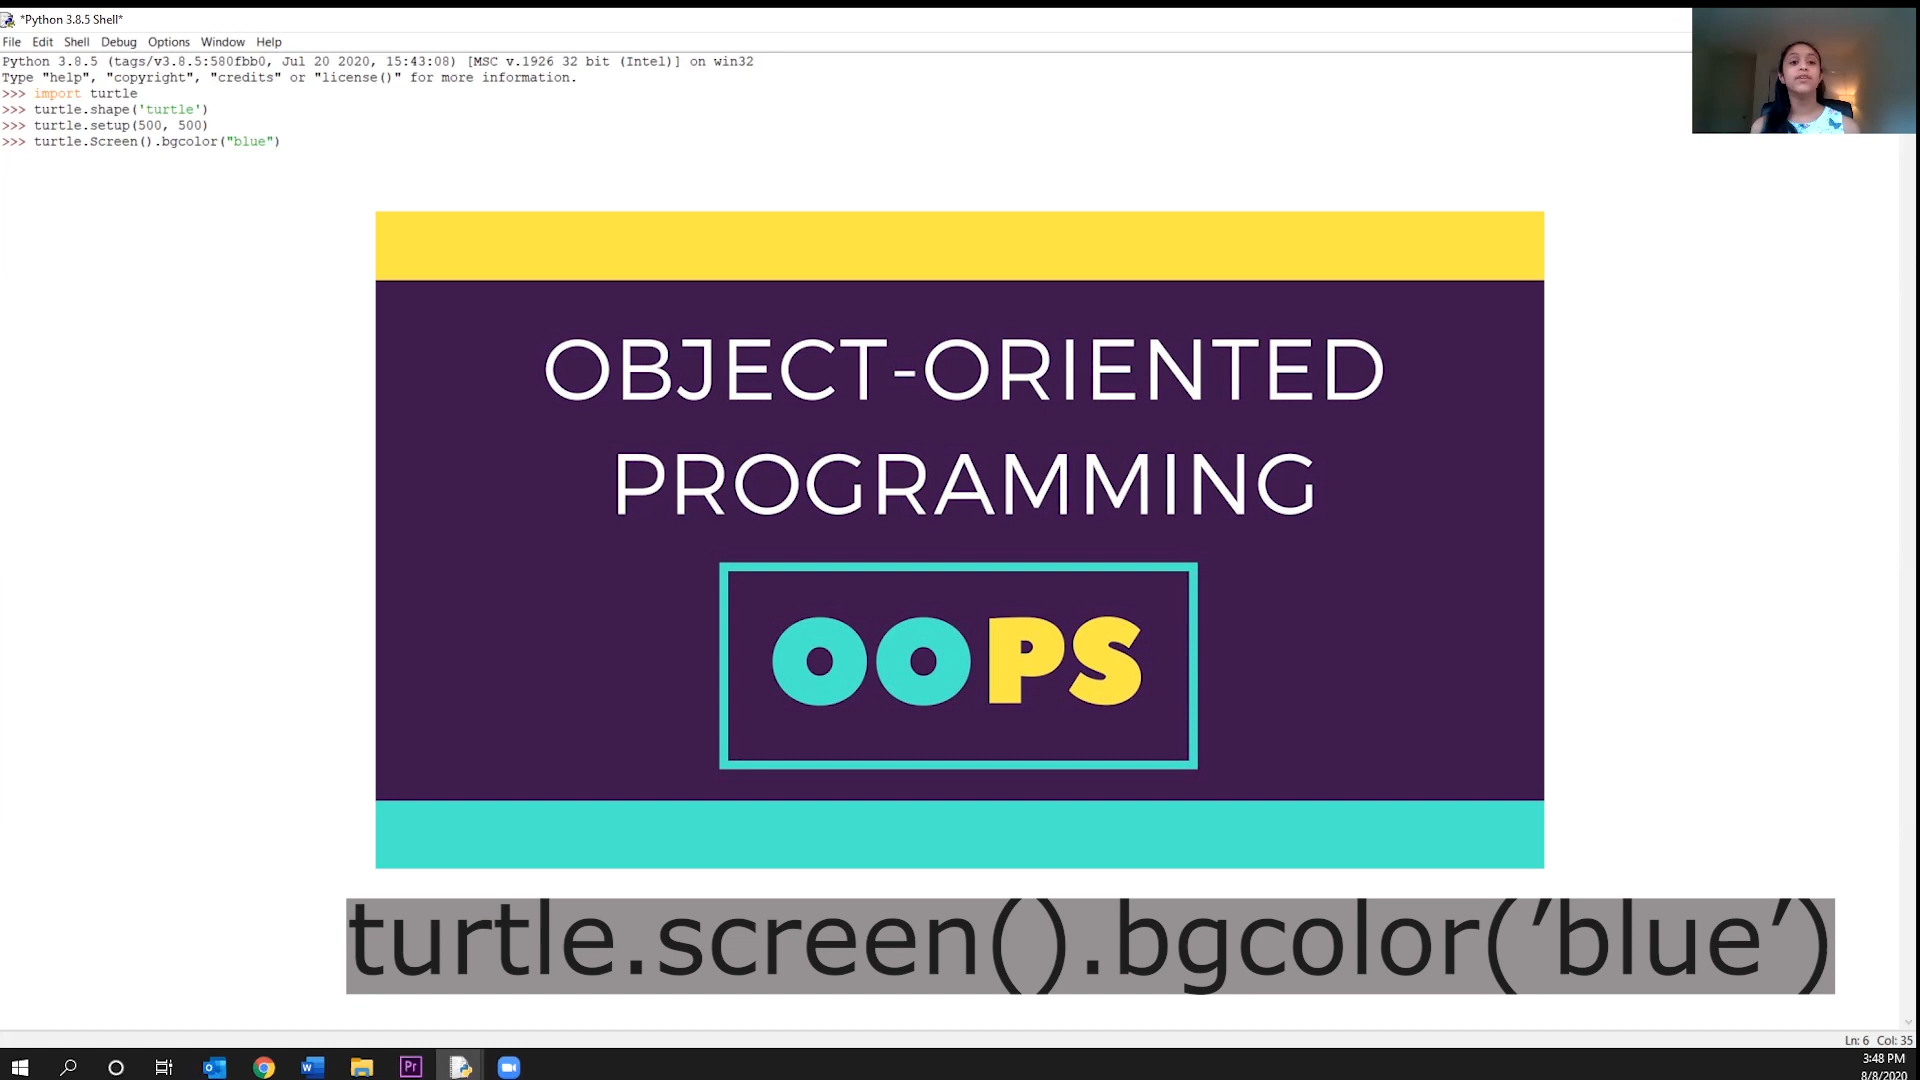 *Python 3.8.5 Shell*
File Edit Shell Debug Options Window Help
Python 3.8.5 (tags/v3.8.5:580fbb0, Jul 20 2020, 15:43:08) [MSC v.1926 32 bit (Intel)] on win32
Type "help", "copyright", "credits" or "license()" for more information.
>>> import turtle
>>> turtle.shape('turtle')
>>> turtle.setup(500, 500)
>>> turtle.Screen().bgcolor("blue")
OBJECT-ORIENTED
PROGRAMMING
OOPS
turtle.screen().bgcolor(’blue’)
Ln: 6 Col: 35
Pr
3:48 PM
8/8/2020